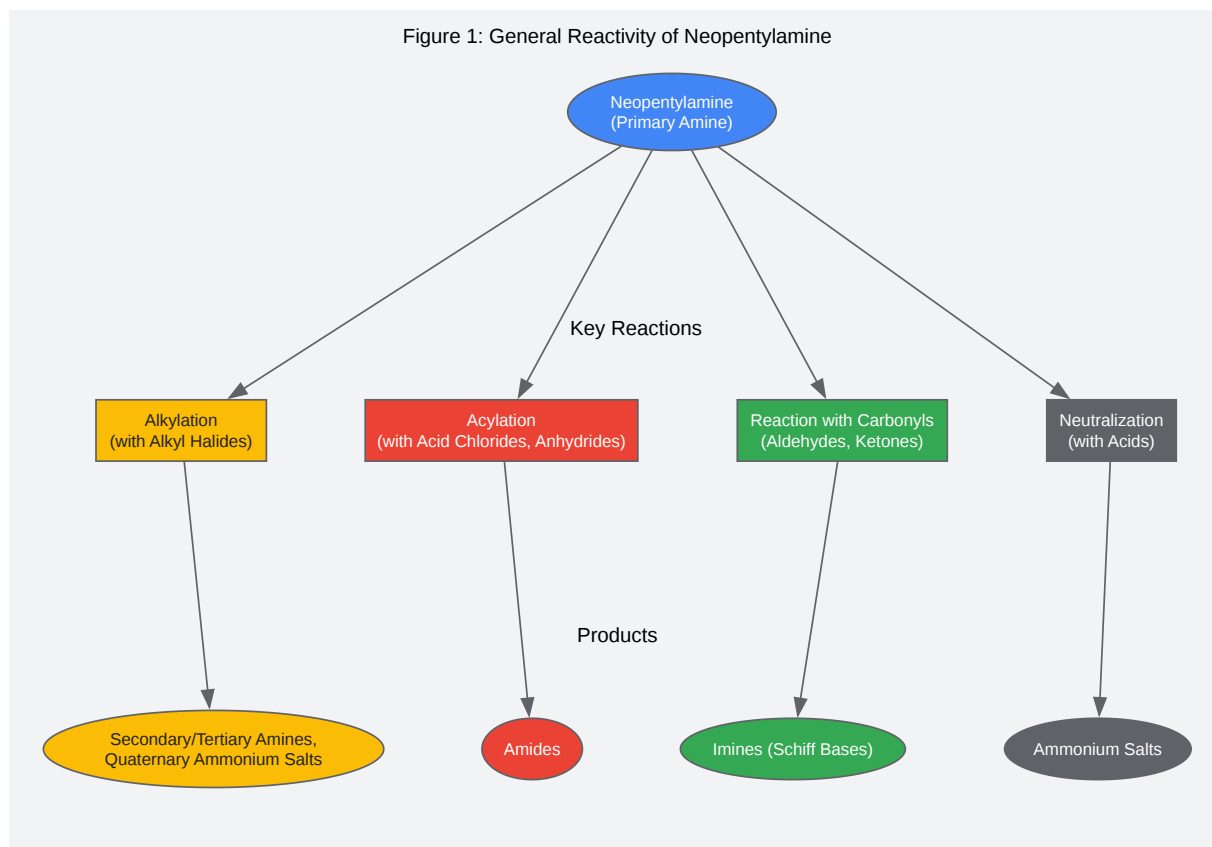 Figure 1: General Reactivity of Neopentylamine
Neopentylamine
(Primary Amine)
Key Reactions
Alkylation
(with Alkyl Halides)
Acylation
(with Acid Chlorides, Anhydrides)
Reaction with Carbonyls
(Aldehydes, Ketones)
Neutralization
(with Acids)
Products
Secondary/Tertiary Amines,
Quaternary Ammonium Salts
Amides
Imines (Schiff Bases)
Ammonium Salts